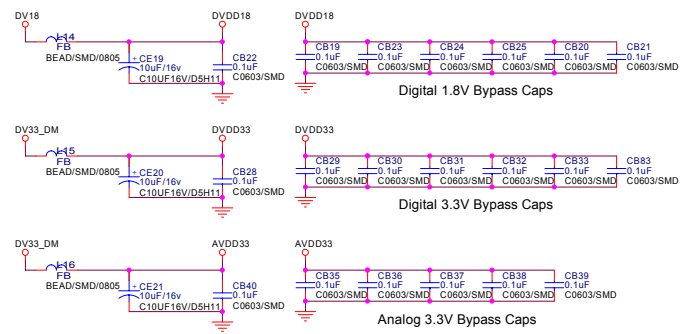 DV18 DVDD18 DVDD18
L14
FB
BEAD/SMD/0805
+ CE19
10uF/16v
C10UF16V/D5H11
CB22
0.1uF
C0603/SMD
CB19 CB23 CB24 CB25 CB20 CB21
0.1uF 0.1uF 0.1uF 0.1uF 0.1uF 0.1uF
C0603/SMD C0603/SMD C0603/SMD C0603/SMD C0603/SMD C0603/SMD
Digital 1.8V Bypass Caps
DV33_DM DVDD33 DVDD33
L15
FB
BEAD/SMD/0805
+ CE20
10uF/16v
C10UF16V/D5H11
CB28
0.1uF
C0603/SMD
CB29 CB30 CB31 CB32 CB33 CB83
0.1uF 0.1uF 0.1uF 0.1uF 0.1uF 0.1uF
C0603/SMD C0603/SMD C0603/SMD C0603/SMD C0603/SMD C0603/SMD
Digital 3.3V Bypass Caps
DV33_DM AVDD33 AVDD33
L16
FB
BEAD/SMD/0805
+ CE21
10uF/16v
C10UF16V/D5H11
CB40
0.1uF
C0603/SMD
CB35 CB36 CB37 CB38 CB39
0.1uF 0.1uF 0.1uF 0.1uF 0.1uF
C0603/SMD C0603/SMD C0603/SMD C0603/SMD C0603/SMD
Analog 3.3V Bypass Caps